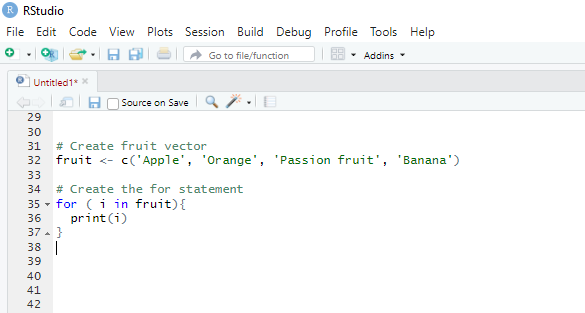 RStudio
File Edit Code View Plots Session Build Debug Profile Tools Help
Go to file/function Addins
Untitled1*
Source on Save
29
30
31 # Create fruit vector
32 fruit <- c('Apple', 'Orange', 'Passion fruit', 'Banana')
33
34 # Create the for statement
35 for ( i in fruit){
36 print(i)
37 }
38
39
40
41
42